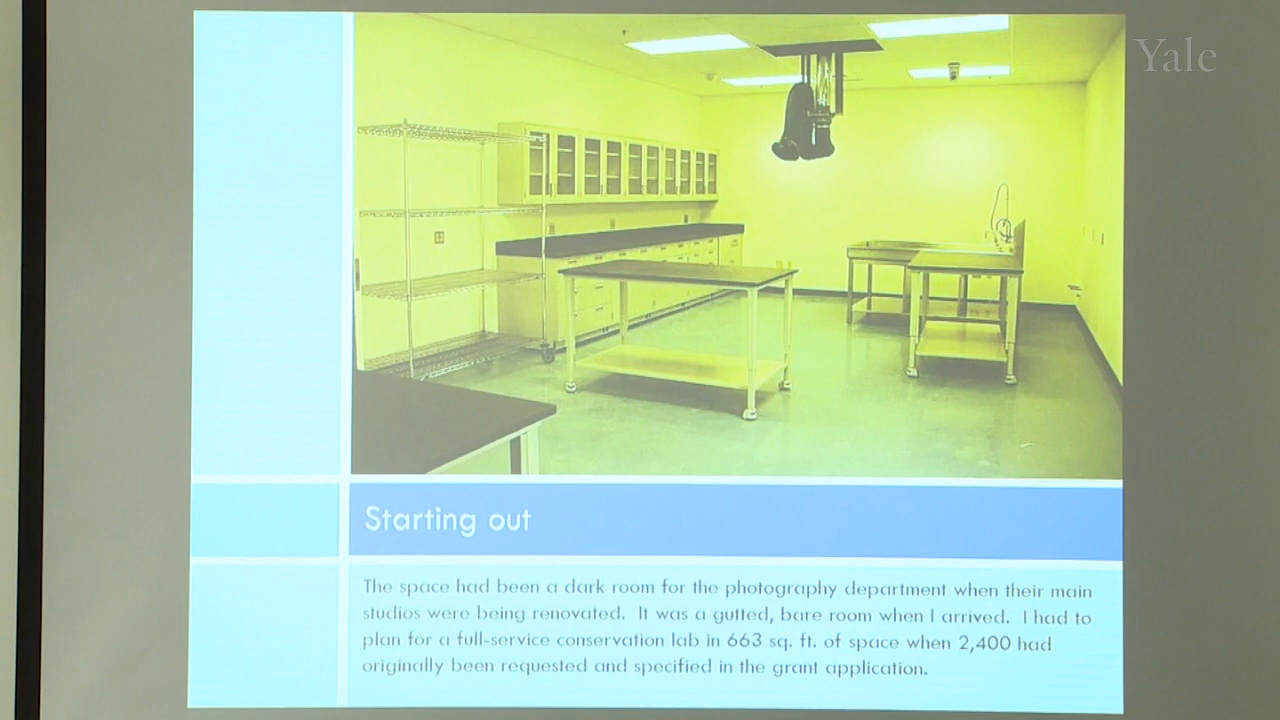 Yale
Starting out
The space had been a dark room for the photography department when their main
studios were being renovated.  It was a gutted, bare room when I arrived.  I had to
plan for a full-service conservation lab in 663 sq. ft. of space when 2,400 had
originally been requested and specified in the grant application.